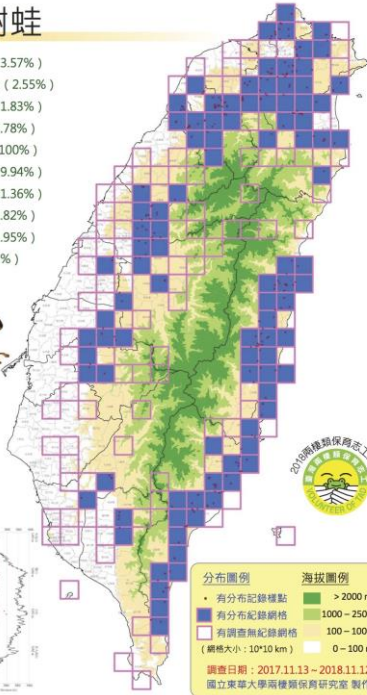 樹蛙
3.57%)
(2.55%)
1.83%)
.78%)
100%)
9.94%)
1.36%)
.82%)
.95%)
%)
2018兩棲類保育志工
VOLUNTEER OF TAD
分布圖例
海拔圖例
• 有分布記錄樣點
有分布紀錄網格
有調查無紀錄網格
(網格大小:10*10 km)
> 2000 m
1000 – 250
100 – 100
0 – 100 m
調查日期:2017.11.13 ~ 2018.11.12
國立東華大學兩棲類保育研究室 製作